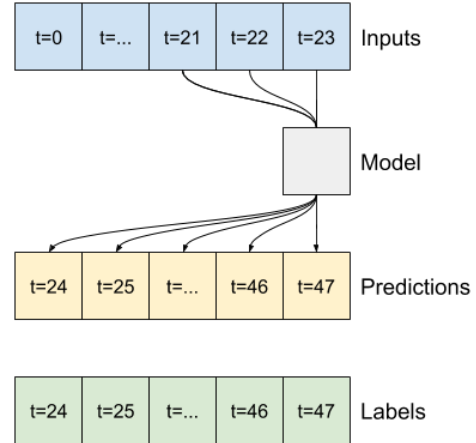 t=0 t=... t=21 t=22 t=23 Inputs
Model
t=24 t=25 t=... t=46 t=47 Predictions
t=24 t=25 t=... t=46 t=47 Labels